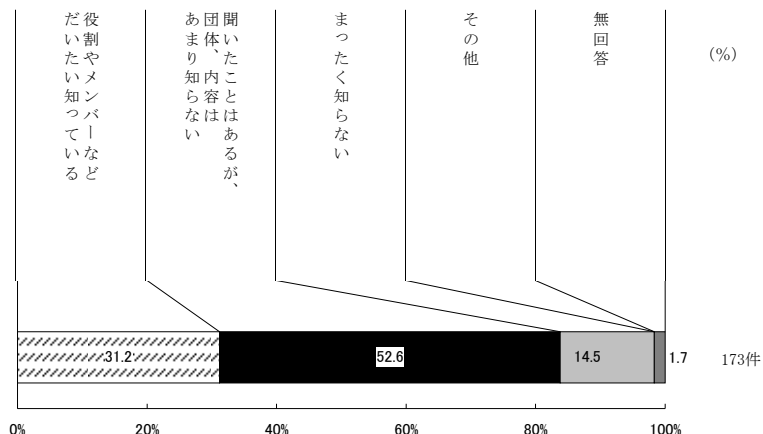 役割やメンバーなど
だいたい知っている
聞いたことはあるが、
団体、内容は
あまり知らない
まったく知らない
その他
無回答
(%)
31.2
52.6
14.5
1.7
173件
0%
20%
40%
60%
80%
100%